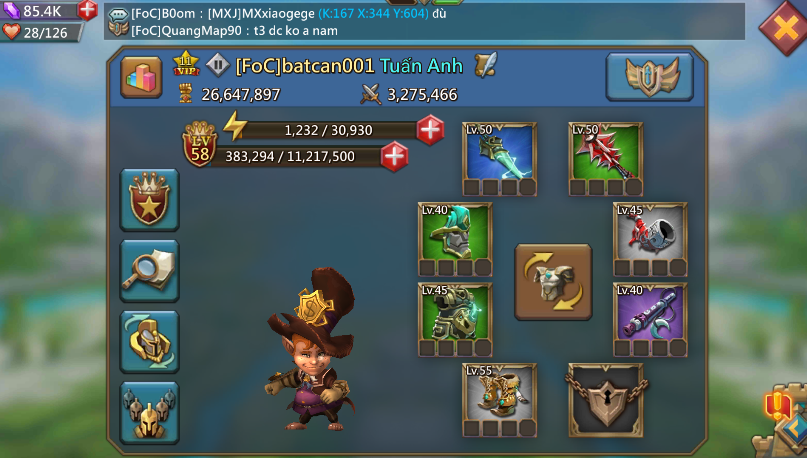 85.4K
28/126
[FoC]B0om : [MXJ]MXxiaogege (K:167 X:344 Y:604) dù
[FoC]QuangMap90 : t3 dc ko a nam
11
VIP
[FoC]batcan001 Tuấn Anh
26,647,897
3,275,466
LV
58
1,232 / 30,930
383,294 / 11,217,500
Lv.50
Lv.50
Lv.40
Lv.45
Lv.45
Lv.40
Lv.55